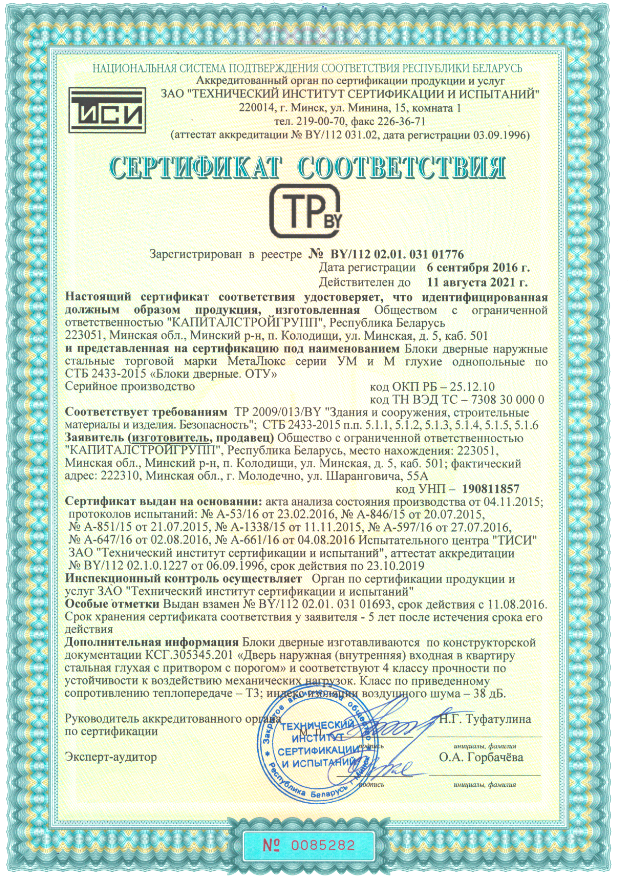 НАЦИОНАЛЬНАЯ СИСТЕМА ПОДТВЕРЖДЕНИЯ СООТВЕТСТВИЯ РЕСПУБЛИКИ БЕЛАРУСЬ
Аккредитованный орган по сертификации продукции и услуг
ЗАО "ТЕХНИЧЕСКИЙ ИНСТИТУТ СЕРТИФИКАЦИИ И ИСПЫТАНИЙ"
220014, г. Минск, ул. Минина, 15, комната 1
тел. 219-00-70, факс 226-36-71
(аттестат аккредитации № BY/112 031.02, дата регистрации 03.09.1996)
ТИСИ
СЕРТИФИКАТ СООТВЕТСТВИЯ
ТР BY
Зарегистрирован в реестре № BY/112 02.01. 031 01776
Дата регистрации 6 сентября 2016 г.
Действителен до 11 августа 2021 г.
Настоящий сертификат соответствия удостоверяет, что идентифицированная
должным образом продукция, изготовленная Обществом с ограниченной
ответственностью "КАПИТАЛСТРОЙГРУПП", Республика Беларусь
223051, Минская обл., Минский р-н, п. Колодищи, ул. Минская, д. 5, каб. 501
и представленная на сертификацию под наименованием Блоки дверные наружные
стальные торговой марки МетаЛюкс серии УМ и М глухие однопольные по
СТБ 2433-2015 «Блоки дверные. ОТУ»
Серийное производство код ОКП РБ – 25.12.10
код ТН ВЭД ТС – 7308 30 000 0
Соответствует требованиям ТР 2009/013/BY "Здания и сооружения, строительные
материалы и изделия. Безопасность"; СТБ 2433-2015 п.п. 5.1.1, 5.1.2, 5.1.3, 5.1.4, 5.1.5, 5.1.6
Заявитель (изготовитель, продавец) Общество с ограниченной ответственностью
"КАПИТАЛСТРОЙГРУПП", Республика Беларусь, место нахождения: 223051,
Минская обл., Минский р-н, п. Колодищи, ул. Минская, д. 5, каб. 501; фактический
адрес: 222310, Минская обл., г. Молодечно, ул. Шаранговича, 55А
код УНП – 190811857
Сертификат выдан на основании: акта анализа состояния производства от 04.11.2015;
протоколов испытаний: № А-53/16 от 23.02.2016, № А-846/15 от 20.07.2015,
№ А-851/15 от 21.07.2015, № А-1338/15 от 11.11.2015, № А-597/16 от 27.07.2016,
№ А-647/16 от 02.08.2016, № А-661/16 от 04.08.2016 Испытательного центра "ТИСИ"
ЗАО "Технический институт сертификации и испытаний", аттестат аккредитации
№ BY/112 02.1.0.1227 от 06.09.1996, срок действия по 23.10.2019
Инспекционный контроль осуществляет Орган по сертификации продукции и
услуг ЗАО "Технический институт сертификации и испытаний"
Особые отметки Выдан взамен № BY/112 02.01. 031 01693, срок действия с 11.08.2016.
Срок хранения сертификата соответствия у заявителя - 5 лет после истечения срока его
действия
Дополнительная информация Блоки дверные изготавливаются по конструкторской
документации КСГ.305345.201 «Дверь наружная (внутренняя) входная в квартиру
стальная глухая с притвором с порогом» и соответствуют 4 классу прочности по
устойчивости к воздействию механических нагрузок. Класс по приведенному
сопротивлению теплопередаче – Т3; индекс изоляции воздушного шума – 38 дБ.
Руководитель аккредитованного органа Н.Г. Туфатулина
по сертификации М.П. подпись инициалы, фамилия
Эксперт-аудитор О.А. Горбачёва
подпись инициалы, фамилия
Закрытое акционерное общество
ТЕХНИЧЕСКИЙ
ИНСТИТУТ
СЕРТИФИКАЦИИ
И ИСПЫТАНИЙ
Республика Беларусь г. Минск
№ 0085282